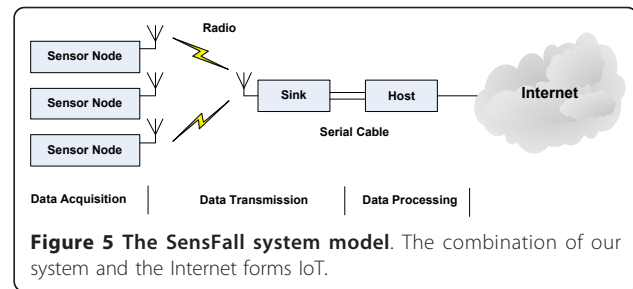 Radio
Sensor Node
Sensor Node
Sensor Node
Sink
Host
Internet
Serial Cable
Data Acquisition
Data Transmission
Data Processing
Figure 5 The SensFall system model. The combination of our
system and the Internet forms IoT.